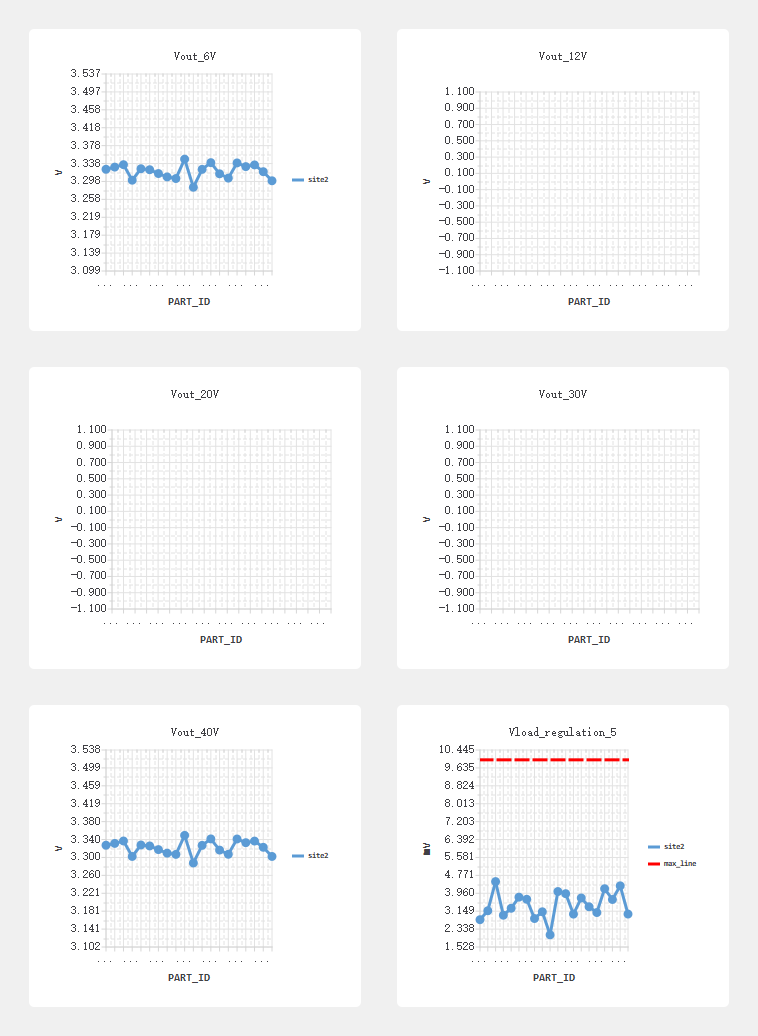 Vout_6V
3.537
3.497
3.458
3.418
3.378
3.338
3.298
3.258
3.219
3.179
3.139
3.099
V
site2
... ... ... ... ... ... ...
PART_ID
Vout_12V
1.100
0.900
0.700
0.500
0.300
0.100
-0.100
-0.300
-0.500
-0.700
-0.900
-1.100
V
... ... ... ... ... ... ... ...
PART_ID
Vout_20V
1.100
0.900
0.700
0.500
0.300
0.100
-0.100
-0.300
-0.500
-0.700
-0.900
-1.100
V
... ... ... ... ... ... ... ...
PART_ID
Vout_30V
1.100
0.900
0.700
0.500
0.300
0.100
-0.100
-0.300
-0.500
-0.700
-0.900
-1.100
V
... ... ... ... ... ... ... ...
PART_ID
Vout_40V
3.538
3.499
3.459
3.419
3.380
3.340
3.300
3.260
3.221
3.181
3.141
3.102
V
site2
... ... ... ... ... ... ...
PART_ID
Vload_regulation_5
10.445
9.635
8.824
8.013
7.203
6.392
5.581
4.771
3.960
3.149
2.338
1.528
mV
site2
max_line
... ... ... ... ... ... ...
PART_ID